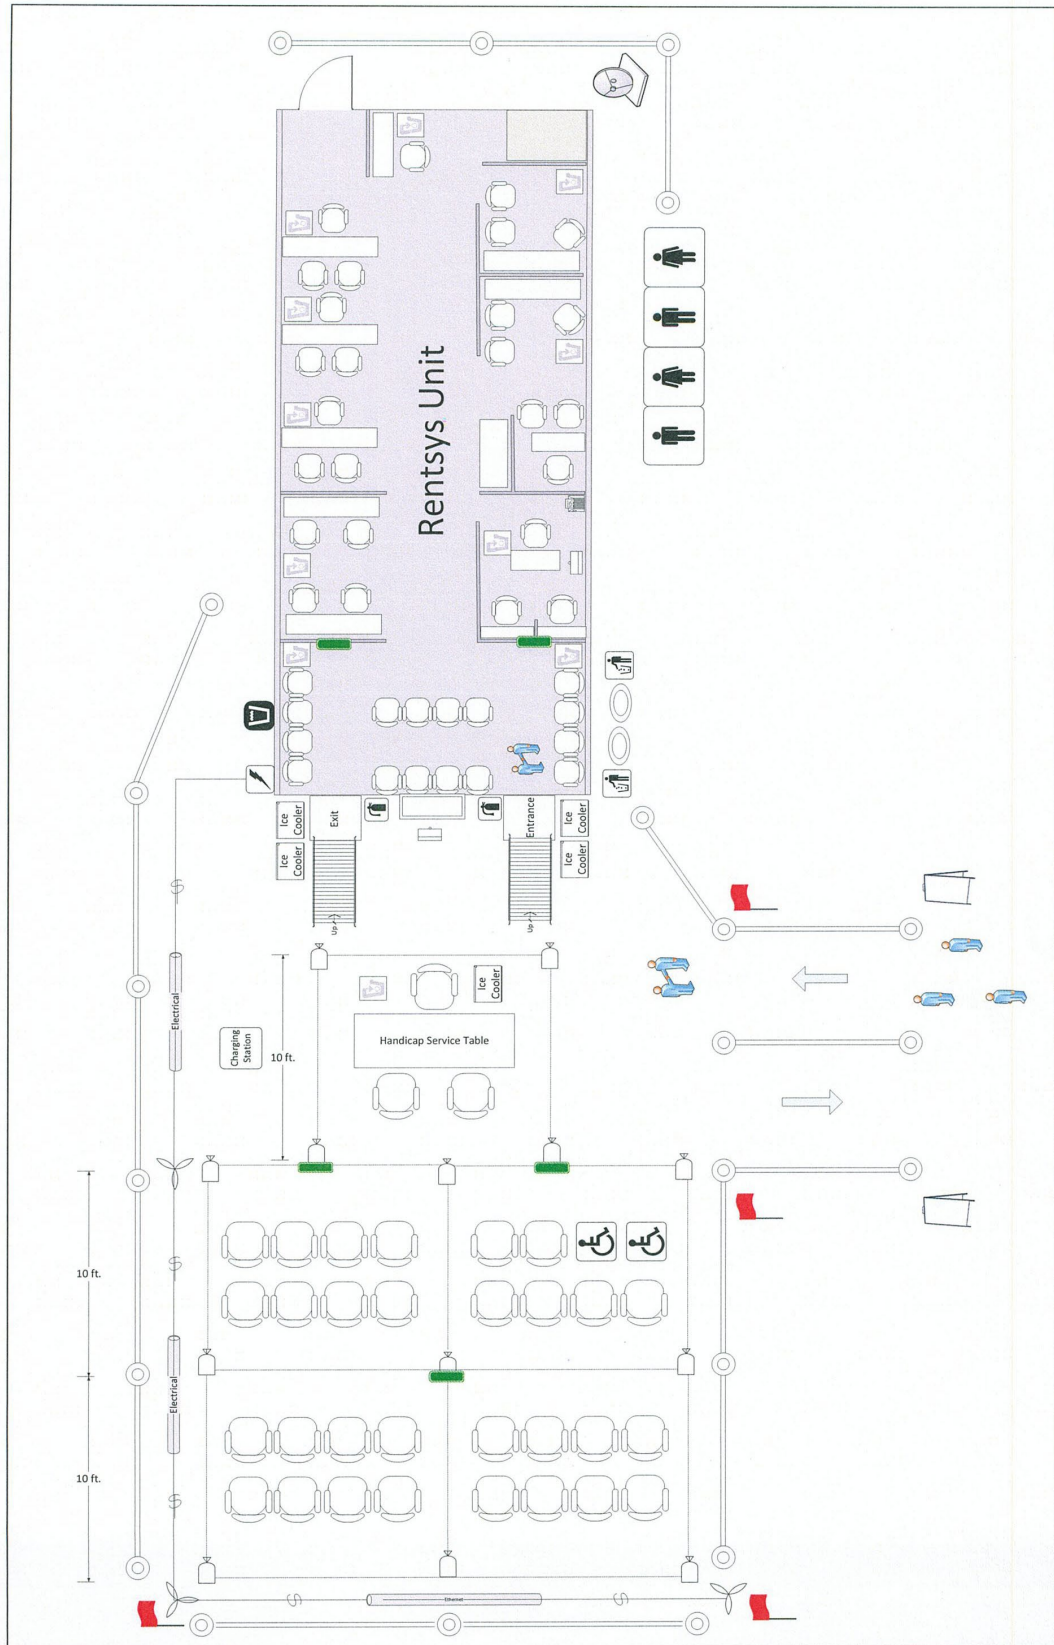 Rentsys Unit
Ice
Cooler
Ice
Cooler
Exit
Entrance
Ice
Cooler
Ice
Cooler
Up
Up
Electrical
Charging
Station
10 ft.
Ice
Cooler
Handicap Service Table
10 ft.
Electrical
10 ft.
Ethernet